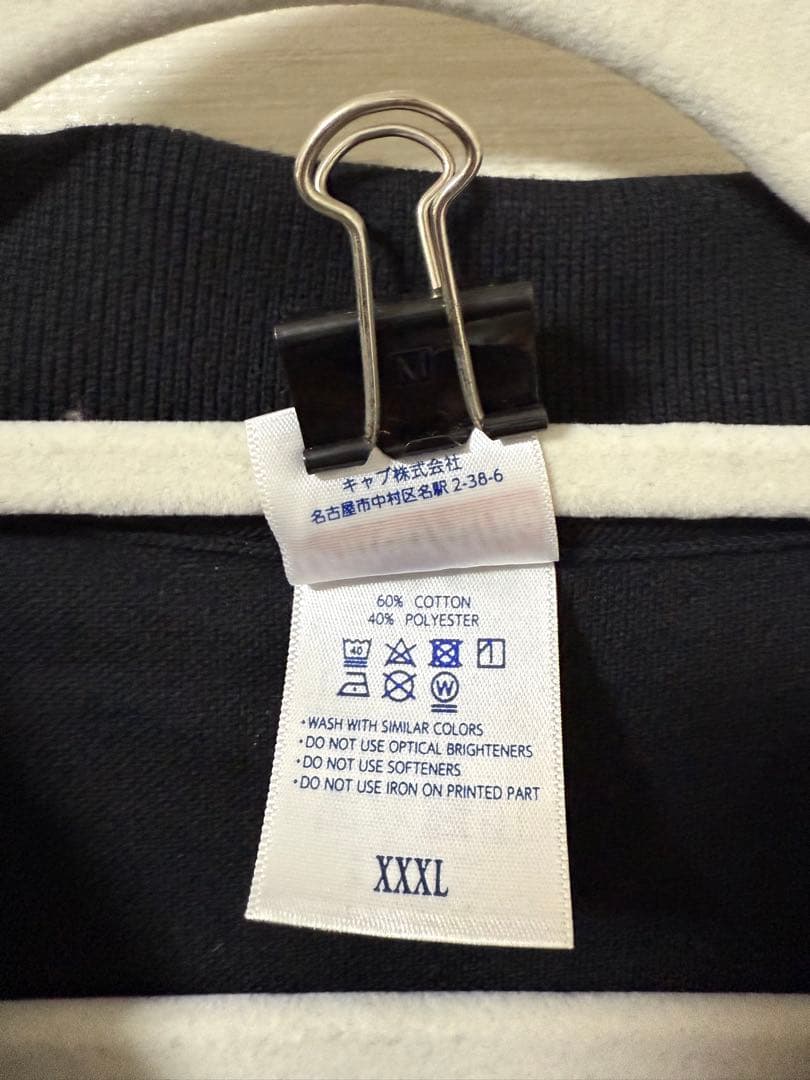 キャブ株式会社
名古屋市中村区名駅 2-38-6
60% COTTON
40% POLYESTER
40
W
•WASH WITH SIMILAR COLORS
•DO NOT USE OPTICAL BRIGHTENERS
•DO NOT USE SOFTENERS
•DO NOT USE IRON ON PRINTED PART
XXXL